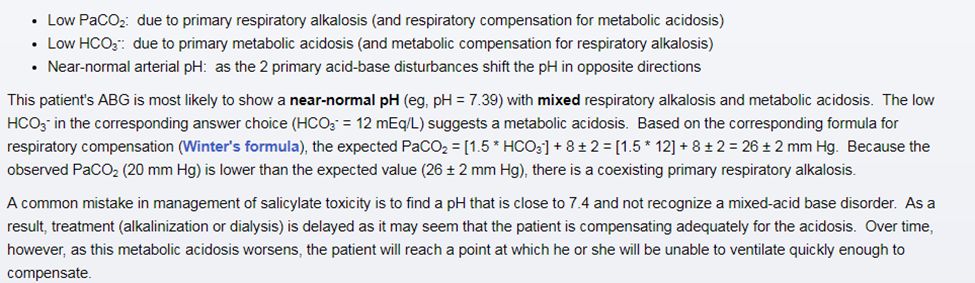 • Low PaCO₂:  due to primary respiratory alkalosis (and respiratory compensation for metabolic acidosis)
• Low HCO₃⁻:  due to primary metabolic acidosis (and metabolic compensation for respiratory alkalosis)
• Near-normal arterial pH:  as the 2 primary acid-base disturbances shift the pH in opposite directions
This patient's ABG is most likely to show a near-normal pH (eg, pH = 7.39) with mixed respiratory alkalosis and metabolic acidosis.  The low
HCO₃⁻ in the corresponding answer choice (HCO₃⁻ = 12 mEq/L) suggests a metabolic acidosis.  Based on the corresponding formula for
respiratory compensation (Winter's formula), the expected PaCO₂ = [1.5 * HCO₃⁻] + 8 ± 2 = [1.5 * 12] + 8 ± 2 = 26 ± 2 mm Hg.  Because the
observed PaCO₂ (20 mm Hg) is lower than the expected value (26 ± 2 mm Hg), there is a coexisting primary respiratory alkalosis.
A common mistake in management of salicylate toxicity is to find a pH that is close to 7.4 and not recognize a mixed-acid base disorder.  As a
result, treatment (alkalinization or dialysis) is delayed as it may seem that the patient is compensating adequately for the acidosis.  Over time,
however, as this metabolic acidosis worsens, the patient will reach a point at which he or she will be unable to ventilate quickly enough to
compensate.